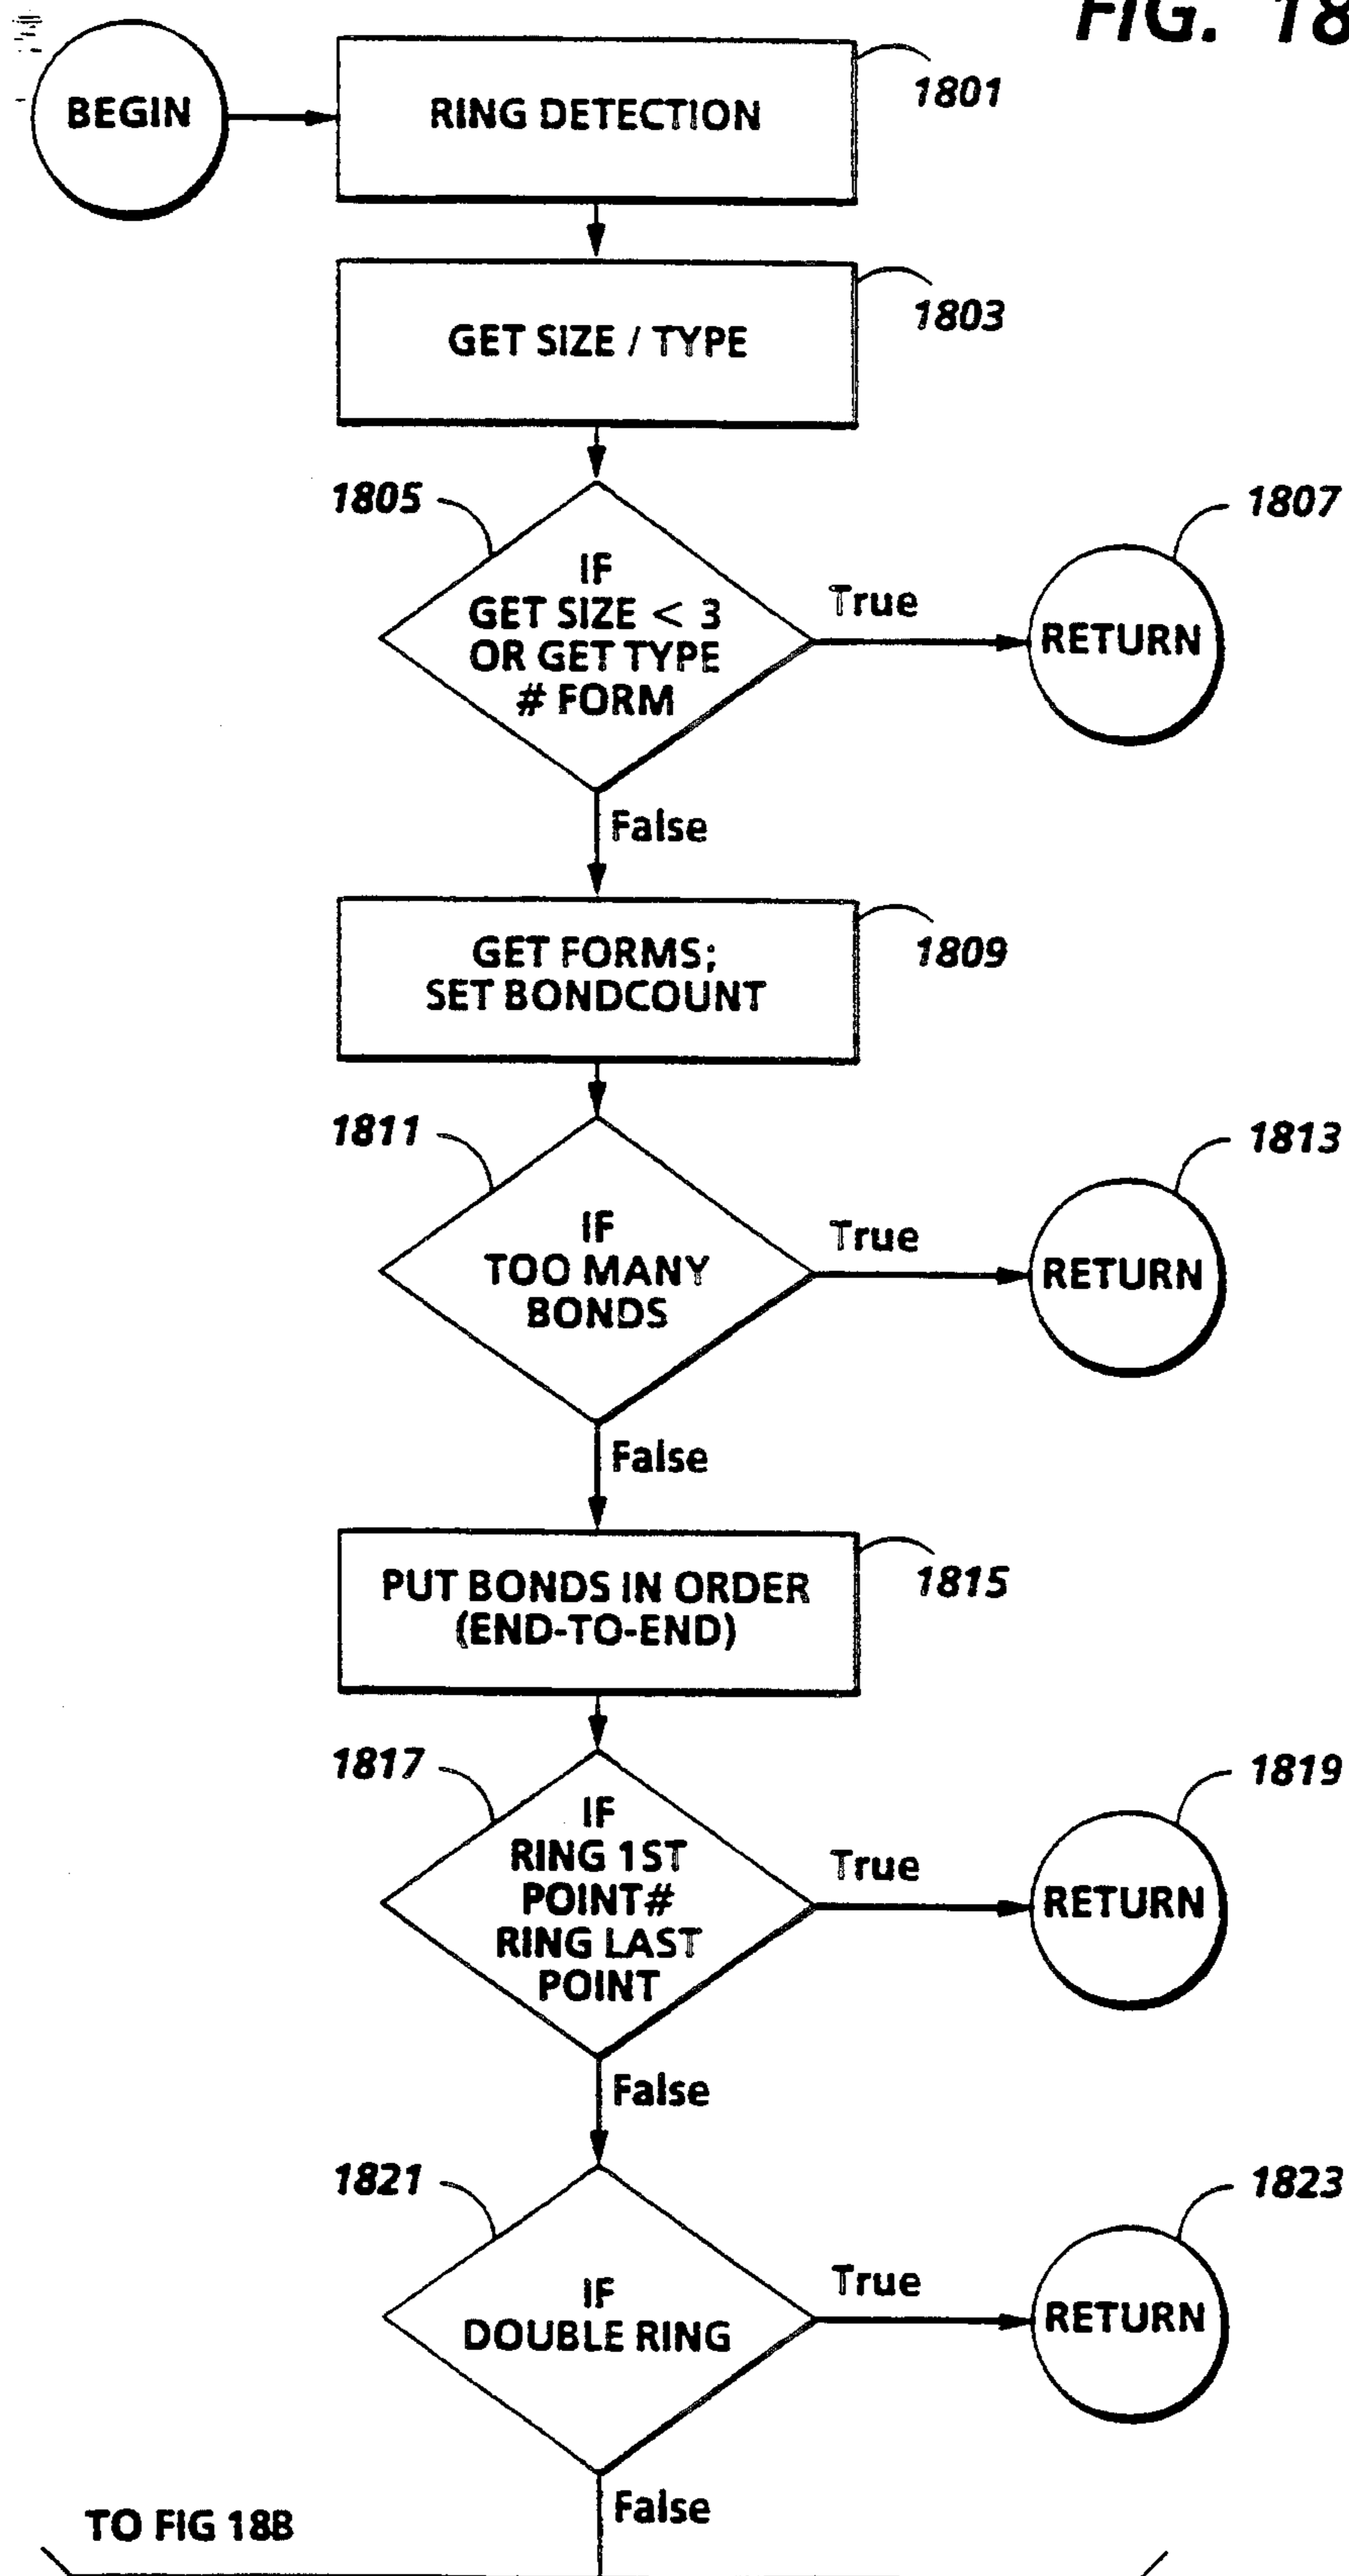 FIG. 18
BEGIN
RING DETECTION
1801
GET SIZE / TYPE
1803
1805
IF
GET SIZE < 3
OR GET TYPE
# FORM
True
RETURN
1807
False
GET FORMS;
SET BONDCOUNT
1809
1811
IF
TOO MANY
BONDS
True
RETURN
1813
False
PUT BONDS IN ORDER
(END-TO-END)
1815
1817
IF
RING 1ST
POINT#
RING LAST
POINT
True
RETURN
1819
False
1821
IF
DOUBLE RING
True
RETURN
1823
False
TO FIG 18B